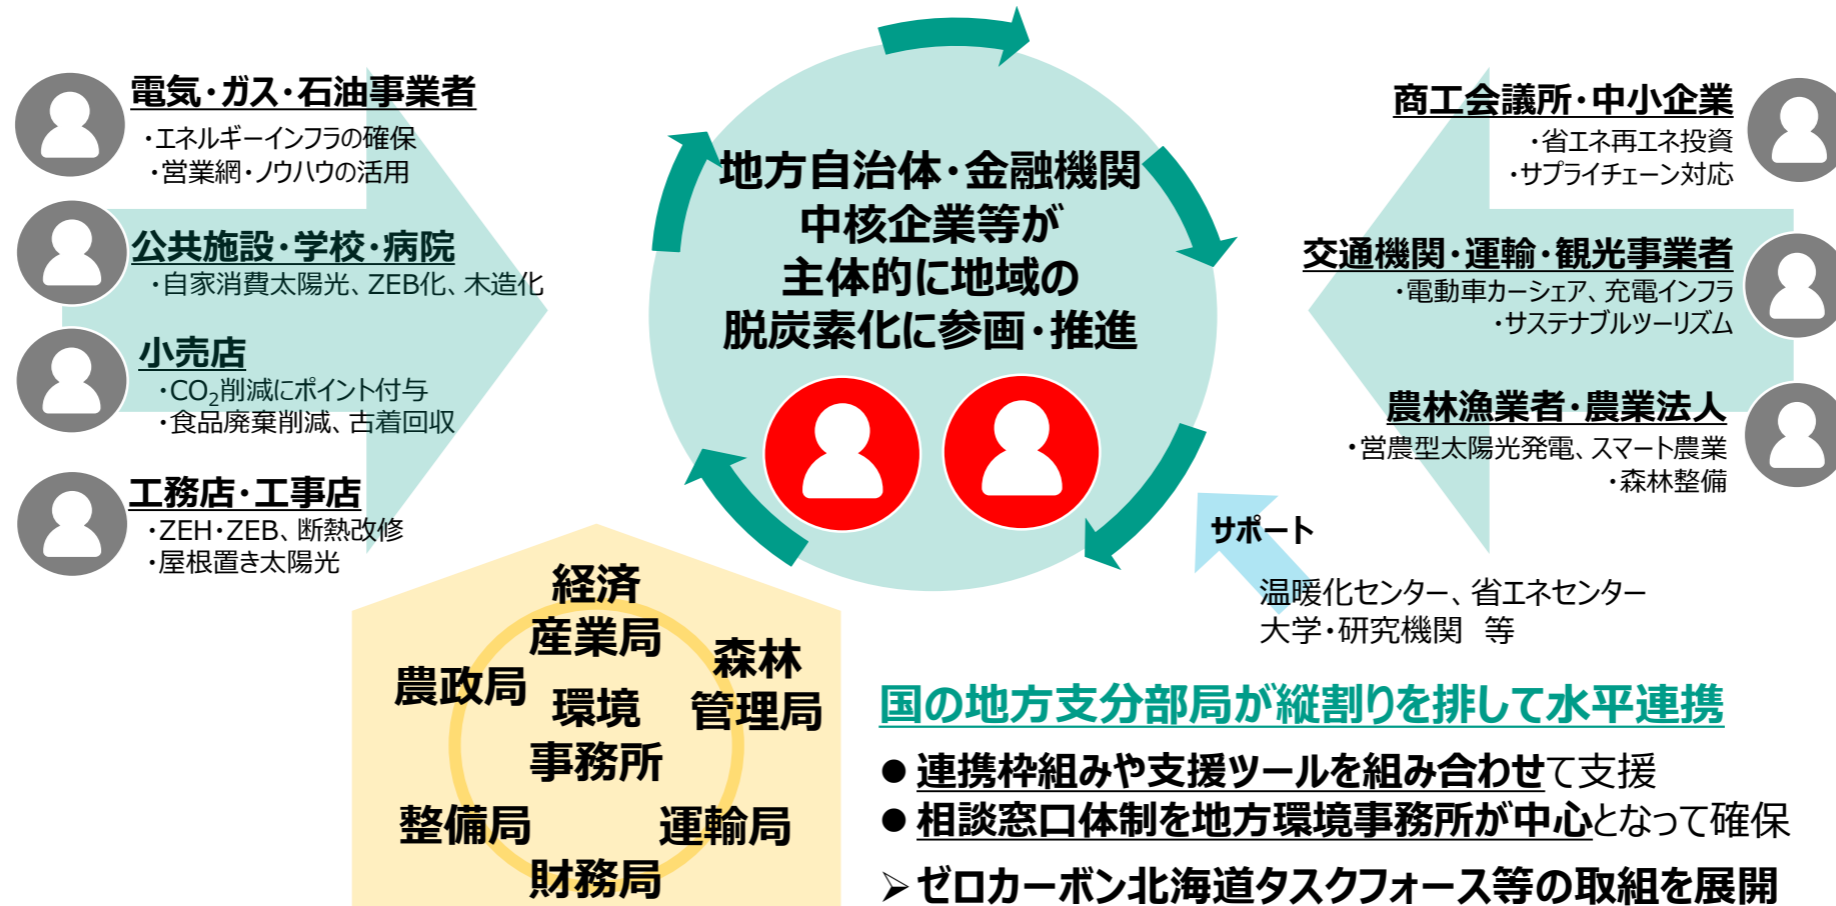 電気・ガス・石油事業者
・エネルギーインフラの確保
・営業網・ノウハウの活用
公共施設・学校・病院
・自家消費太陽光、ZEB化、木造化
小売店
・CO₂削減にポイント付与
・食品廃棄削減、古着回収
工務店・工事店
・ZEH・ZEB、断熱改修
・屋根置き太陽光
地方自治体・金融機関
中核企業等が
主体的に地域の
脱炭素化に参画・推進
商工会議所・中小企業
・省エネ再エネ投資
・サプライチェーン対応
交通機関・運輸・観光事業者
・電動車カーシェア、充電インフラ
・サステナブルツーリズム
農林漁業者・農業法人
・営農型太陽光発電、スマート農業
・森林整備
サポート
温暖化センター、省エネセンター
大学・研究機関　等
経済
産業局
農政局
森林
管理局
環境
事務所
整備局
運輸局
財務局
国の地方支分部局が縦割りを排して水平連携
● 連携枠組みや支援ツールを組み合わせて支援
● 相談窓口体制を地方環境事務所が中心となって確保
➢ ゼロカーボン北海道タスクフォース等の取組を展開